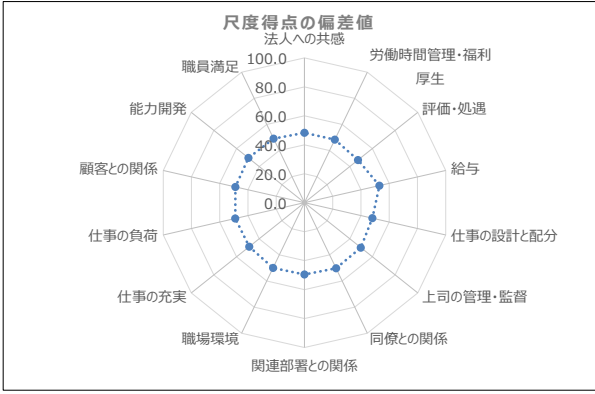 尺度得点の偏差値
法人への共感
労働時間管理・福利
厚生
評価・処遇
給与
仕事の設計と配分
上司の管理・監督
同僚との関係
関連部署との関係
職場環境
仕事の充実
仕事の負荷
顧客との関係
能力開発
職員満足
100.0
80.0
60.0
40.0
20.0
0.0